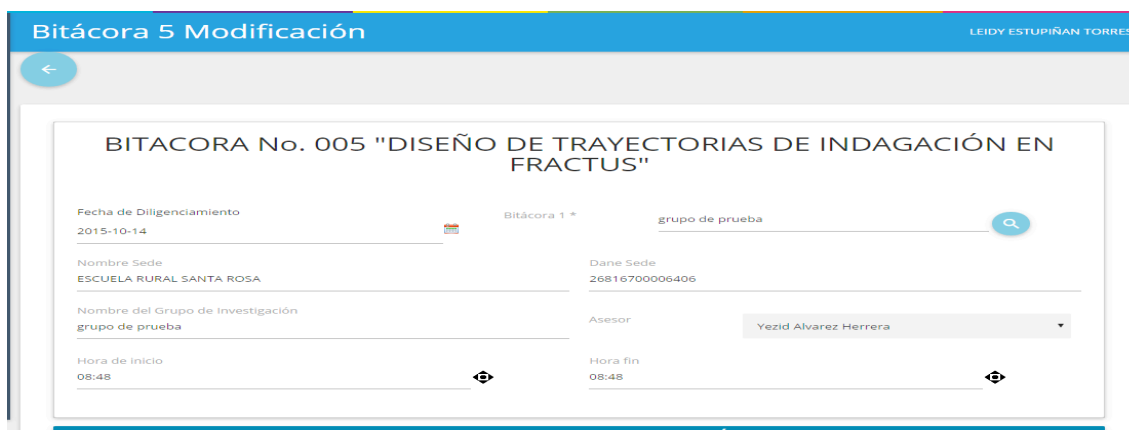 Bitácora 5 Modificación
LEIDY ESTUPIÑAN TORRES
BITACORA No. 005 "DISEÑO DE TRAYECTORIAS DE INDAGACIÓN EN
FRACTUS"
Fecha de Diligenciamiento
2015-10-14
Bitácora 1 *
grupo de prueba
Nombre Sede
ESCUELA RURAL SANTA ROSA
Dane Sede
26816700006406
Nombre del Grupo de Investigación
grupo de prueba
Asesor
Yezid Alvarez Herrera
Hora de inicio
08:48
Hora fin
08:48